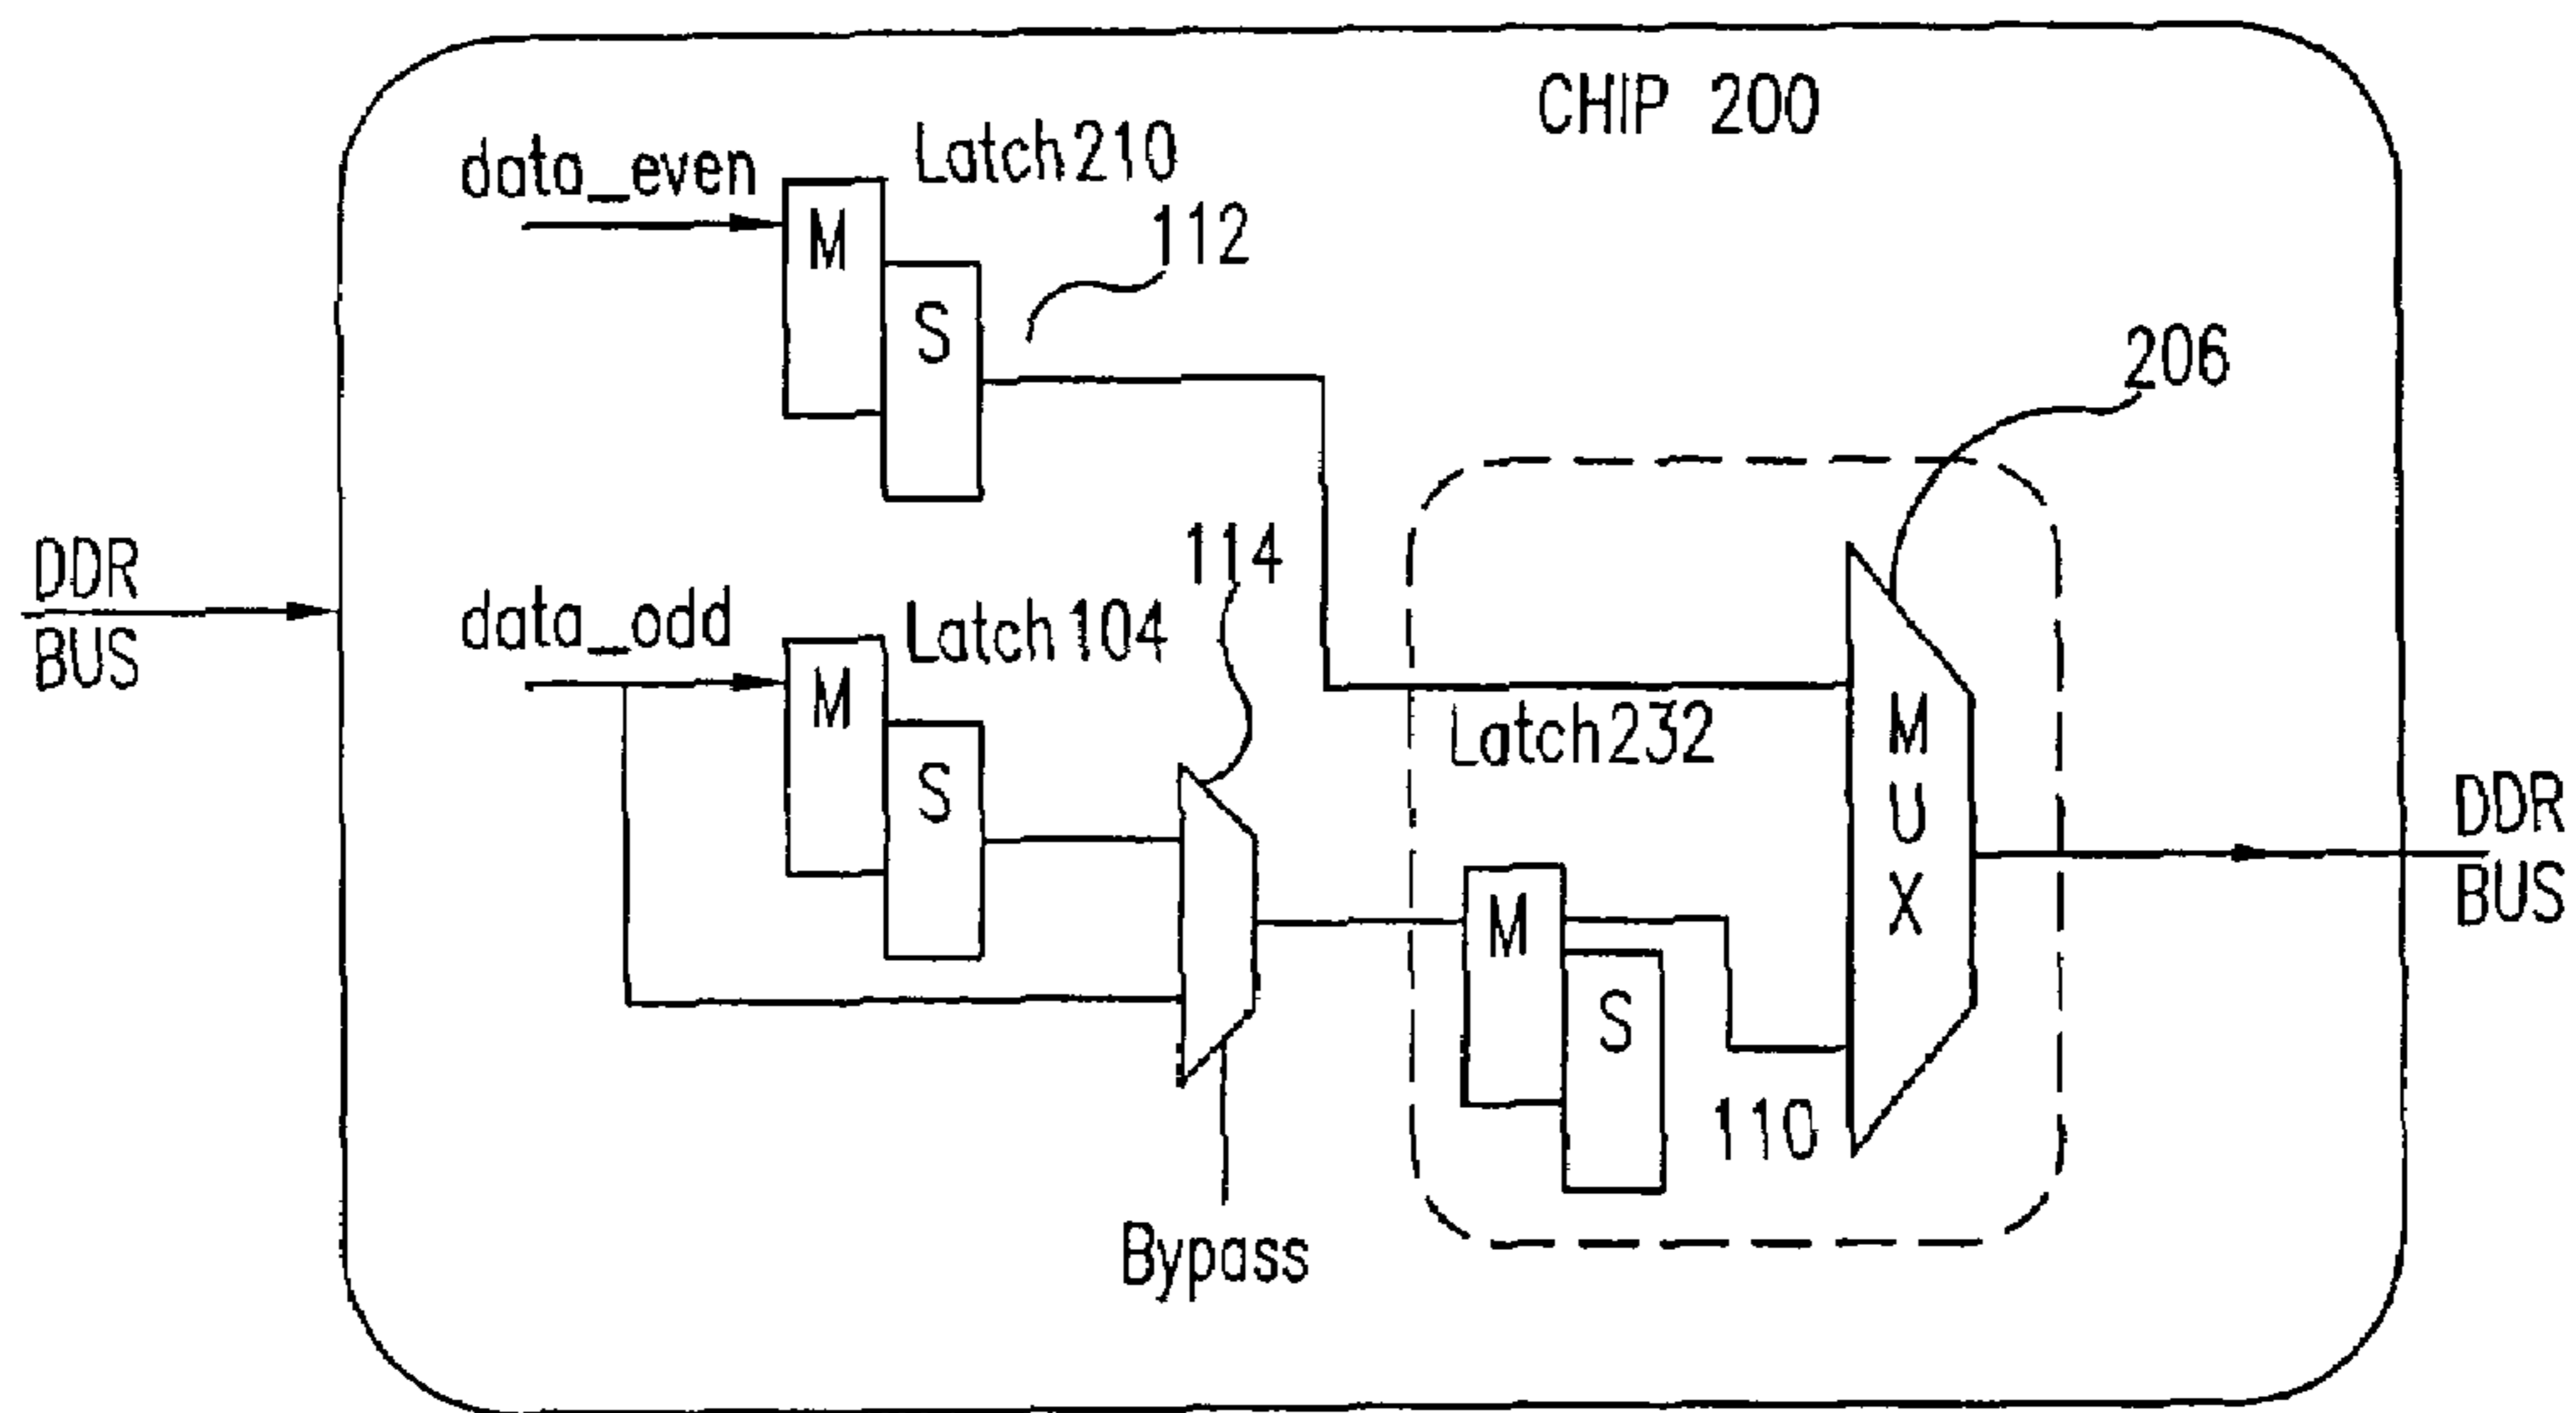 CHIP 200
data_even
Latch210
M
S
112
206
DDR
BUS
data_odd
Latch104
M
S
114
Latch232
M
S
110
M
U
X
Bypass
DDR
BUS